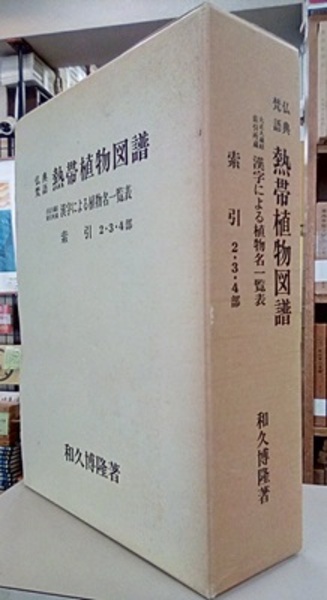 仏典
梵語 熱帯植物図譜
漢字による植物名一覧表
索引 2・3・4部
和久博隆著
仏典
梵語 熱帯植物図譜
漢字による植物名一覧表
索引 2・3・4部
和久博隆著